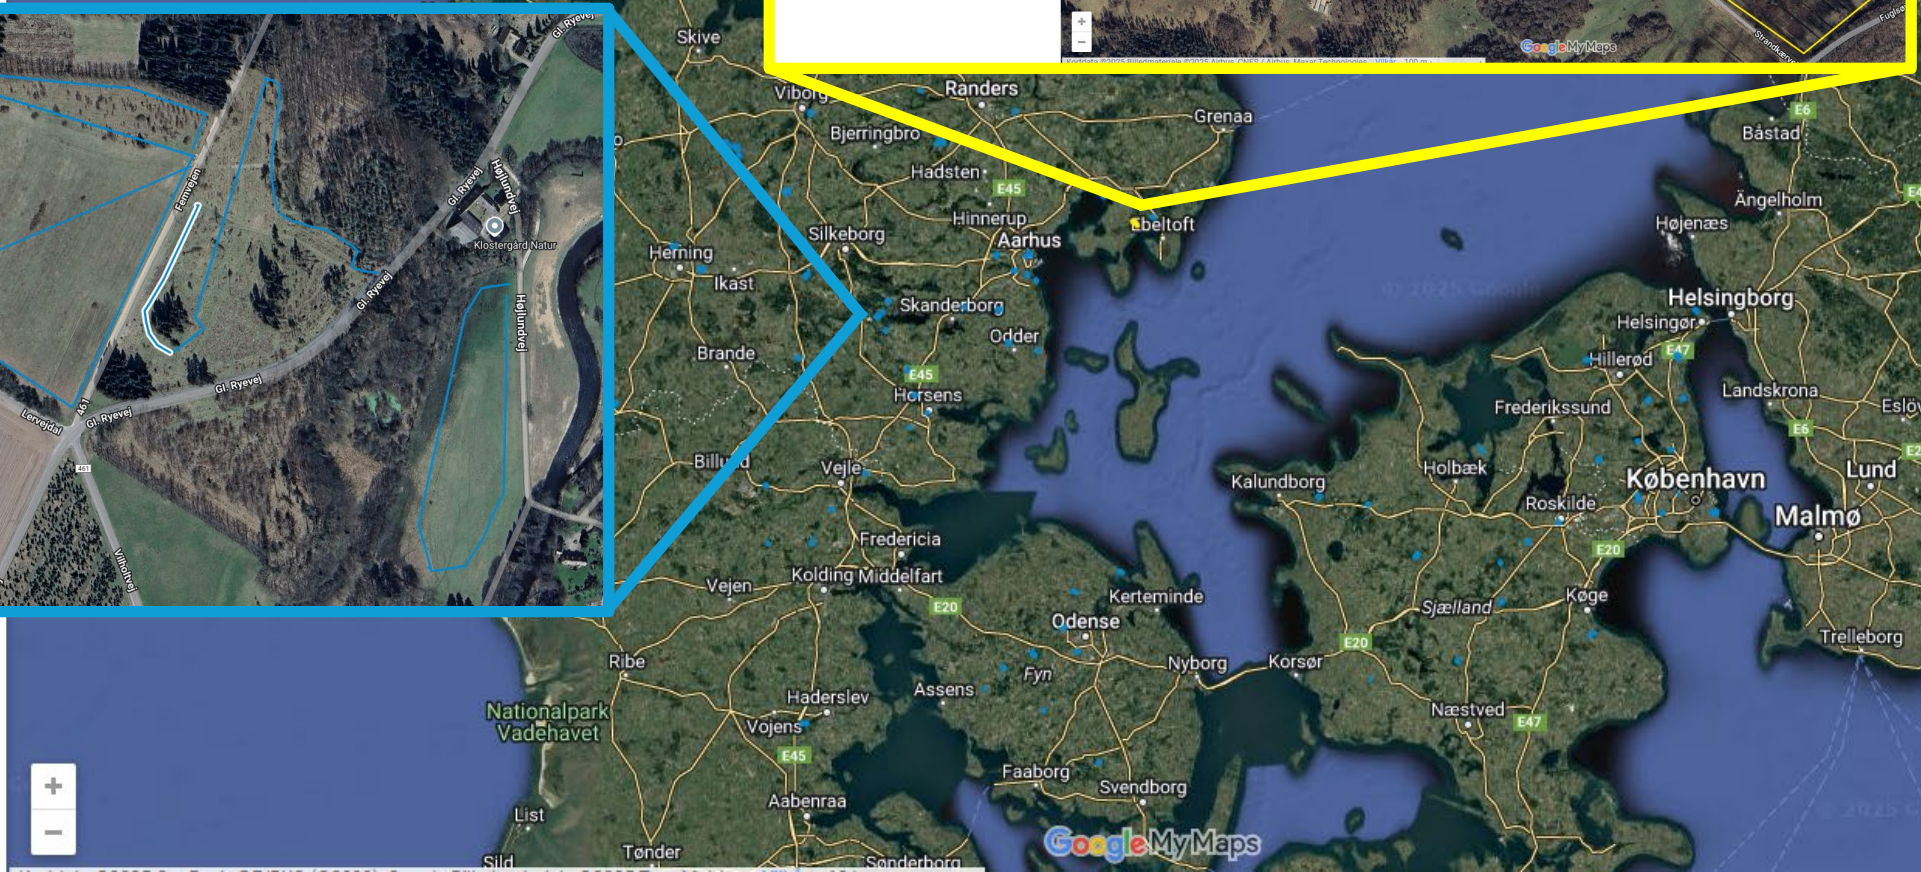 Gl. Ryevej
Skive
Google My Maps
Strandkærvej
Viborg
Randers
E6
Båstad
Bjerringbro
Grenaa
Hadsten
E45
Femvejen
Højlundvej
Gl. Ryevej
Ängelholm
Hinnerup
Ebeltoft
Højenæs
Silkeborg
Aarhus
Klostergård Natur
Herning
Ikast
Gl. Ryevej
Højlundvej
Skanderborg
Helsingborg
Helsingør
Odder
Brande
E47
Hillerød
E45
Gl. Ryevej
Horsens
Landskrona
Frederikssund
Lervejdal
461
Gl. Ryevej
E6
461
Billund
Vejle
Holbæk
Kalundborg
København
Lund
Roskilde
Malmø
Fredericia
E20
Vilholtvej
Vejen
Kolding
Middelfart
Kerteminde
E20
Sjælland
Køge
Odense
E20
Trelleborg
Ribe
Fyn
Nyborg
Korsør
Assens
Haderslev
Nationalpark
Vadehavet
Vojens
Næstved
E47
E45
Faaborg
Svendborg
Aabenraa
List
Google My Maps
Tønder
Sild
Sønderborg